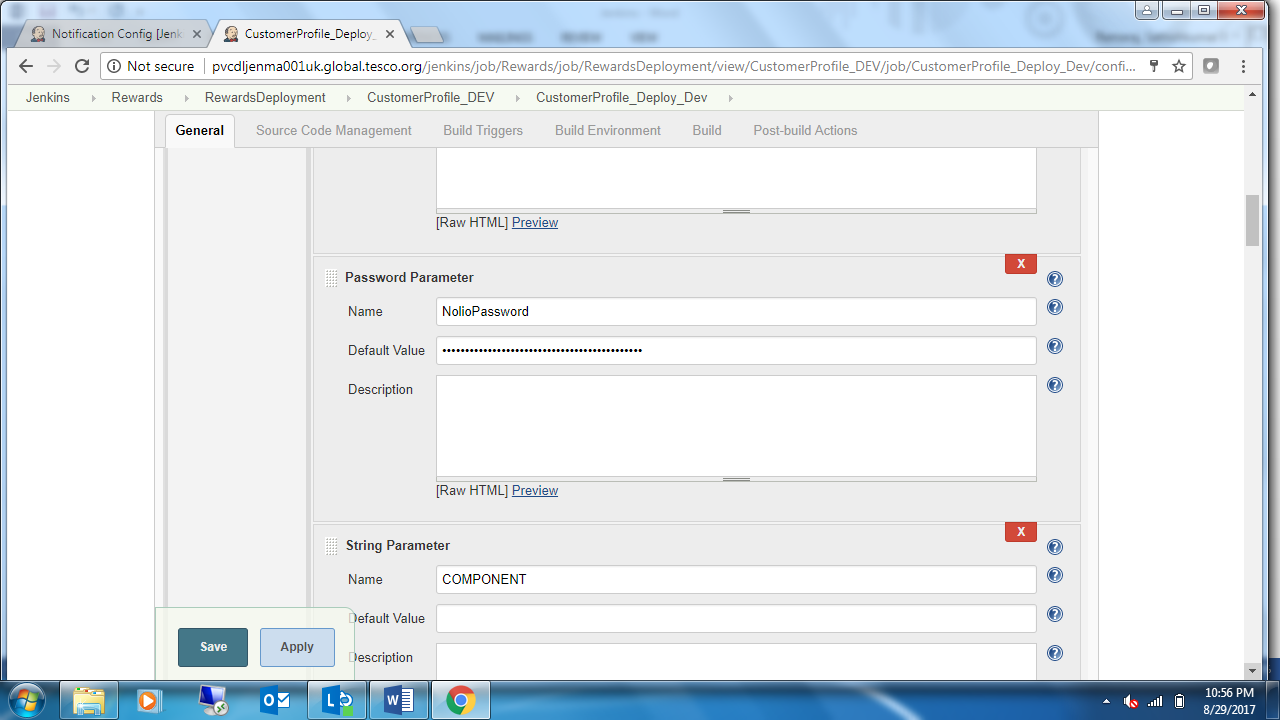 Notification Config [Jenk
CustomerProfile_Deploy_
Not secure
pvcdljenma001uk.global.tesco.org/jenkins/job/Rewards/job/RewardsDeployment/view/CustomerProfile_DEV/job/CustomerProfile_Deploy_Dev/confi...
Jenkins Rewards RewardsDeployment CustomerProfile_DEV CustomerProfile_Deploy_Dev
General Source Code Management Build Triggers Build Environment Build Post-build Actions
[Raw HTML] Preview
X
Password Parameter
Name NolioPassword
Default Value ••••••••••••••••••••••••••••••••••••••••••••
Description
[Raw HTML] Preview
X
String Parameter
Name COMPONENT
Default Value
Description
Save Apply
10:56 PM
8/29/2017